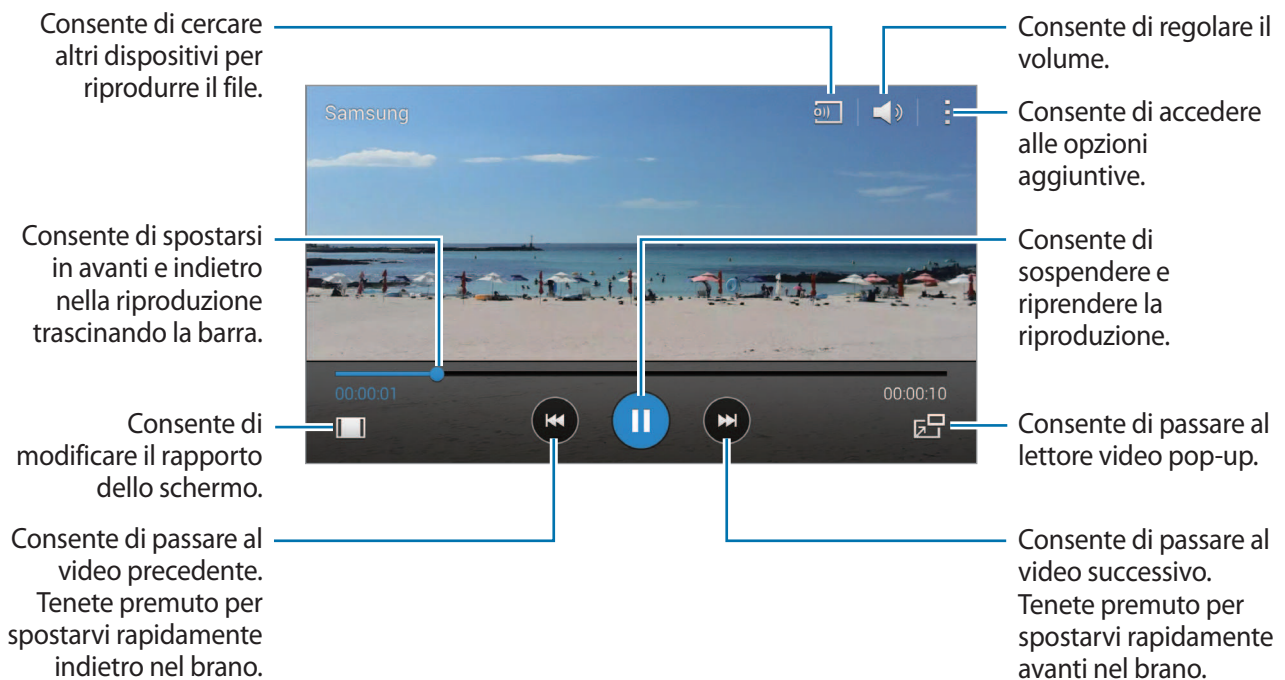 Consente di cercare
altri dispositivi per
riprodurre il file.
Consente di regolare il
volume.
Samsung
Consente di accedere
alle opzioni
aggiuntive.
Consente di spostarsi
in avanti e indietro
nella riproduzione
trascinando la barra.
Consente di
sospendere e
riprendere la
riproduzione.
00:00:01
00:00:10
Consente di
modificare il rapporto
dello schermo.
Consente di passare al
lettore video pop-up.
Consente di passare al
video precedente.
Tenete premuto per
spostarvi rapidamente
indietro nel brano.
Consente di passare al
video successivo.
Tenete premuto per
spostarvi rapidamente
avanti nel brano.